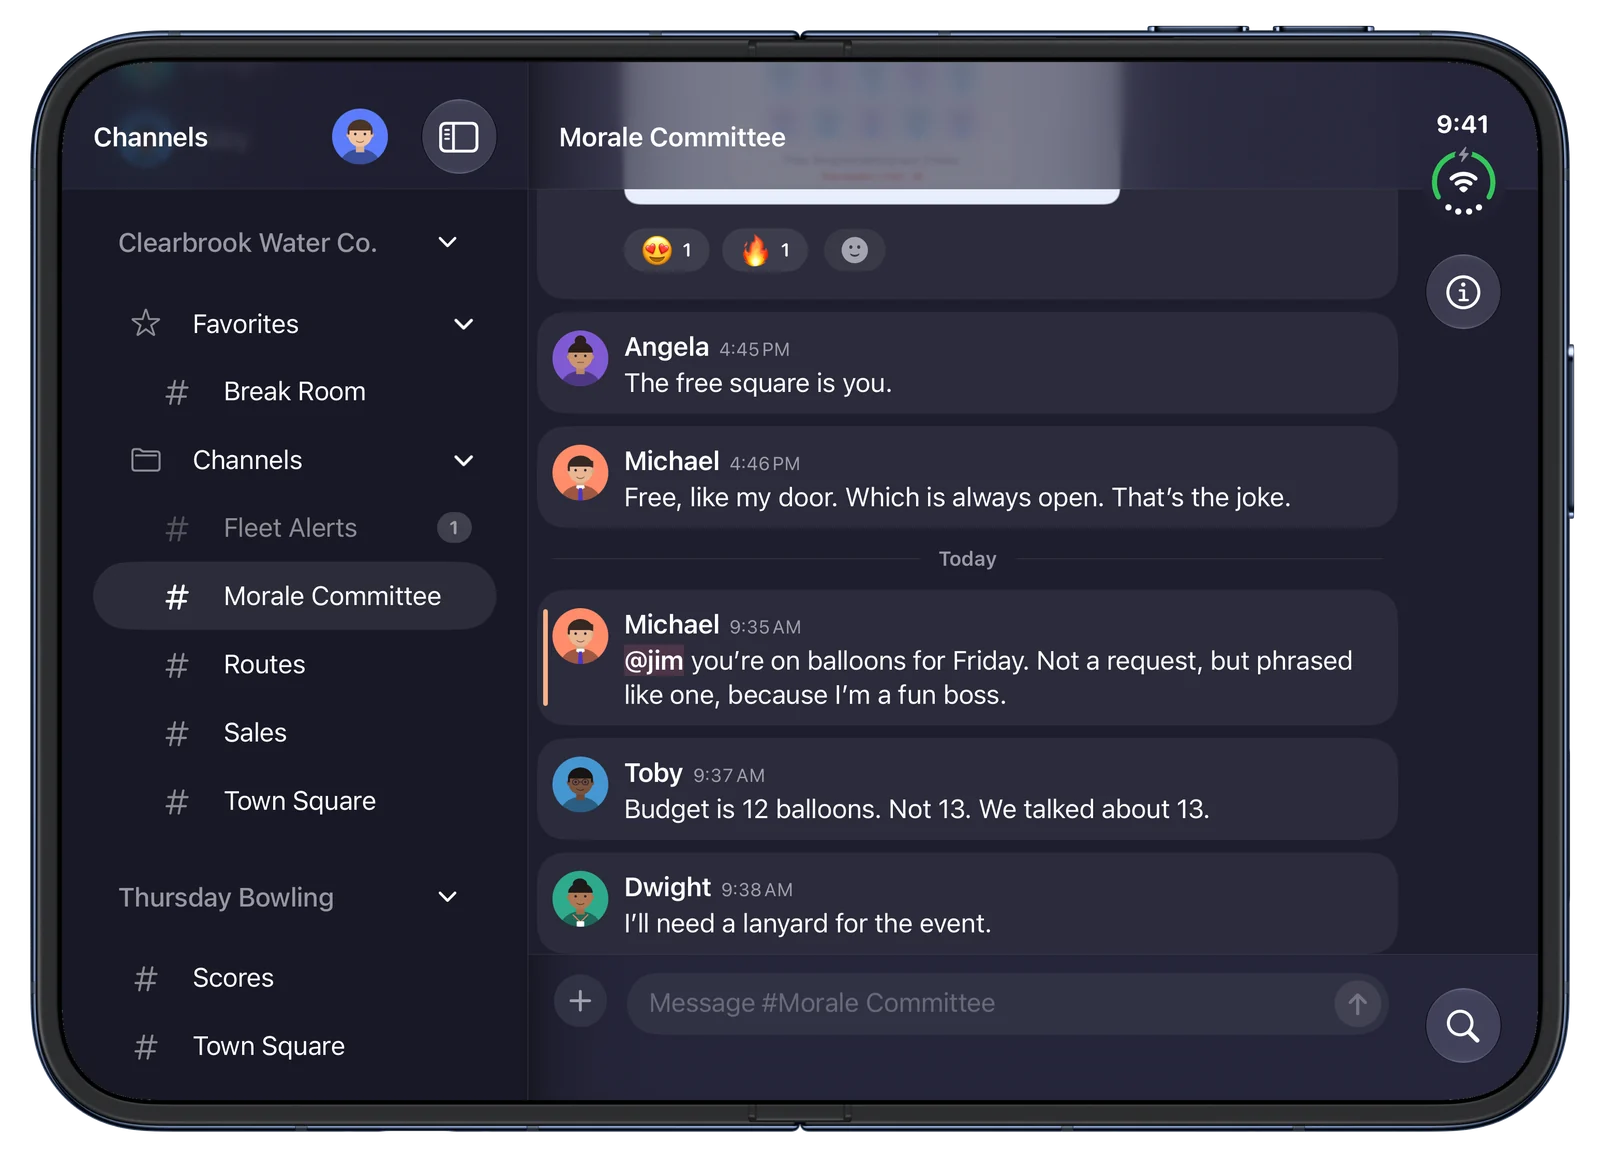 Channels
Clearbrook Water Co.
Favorites
# Break Room
Channels
# Fleet Alerts 1
# Morale Committee
# Routes
# Sales
# Town Square
Thursday Bowling
# Scores
# Town Square
Morale Committee
9:41
😍 1 🔥 1
Angela 4:45 PM
The free square is you.
Michael 4:46 PM
Free, like my door. Which is always open. That’s the joke.
Today
Michael 9:35 AM
@jim you’re on balloons for Friday. Not a request, but phrased
like one, because I’m a fun boss.
Toby 9:37 AM
Budget is 12 balloons. Not 13. We talked about 13.
Dwight 9:38 AM
I’ll need a lanyard for the event.
Message #Morale Committee